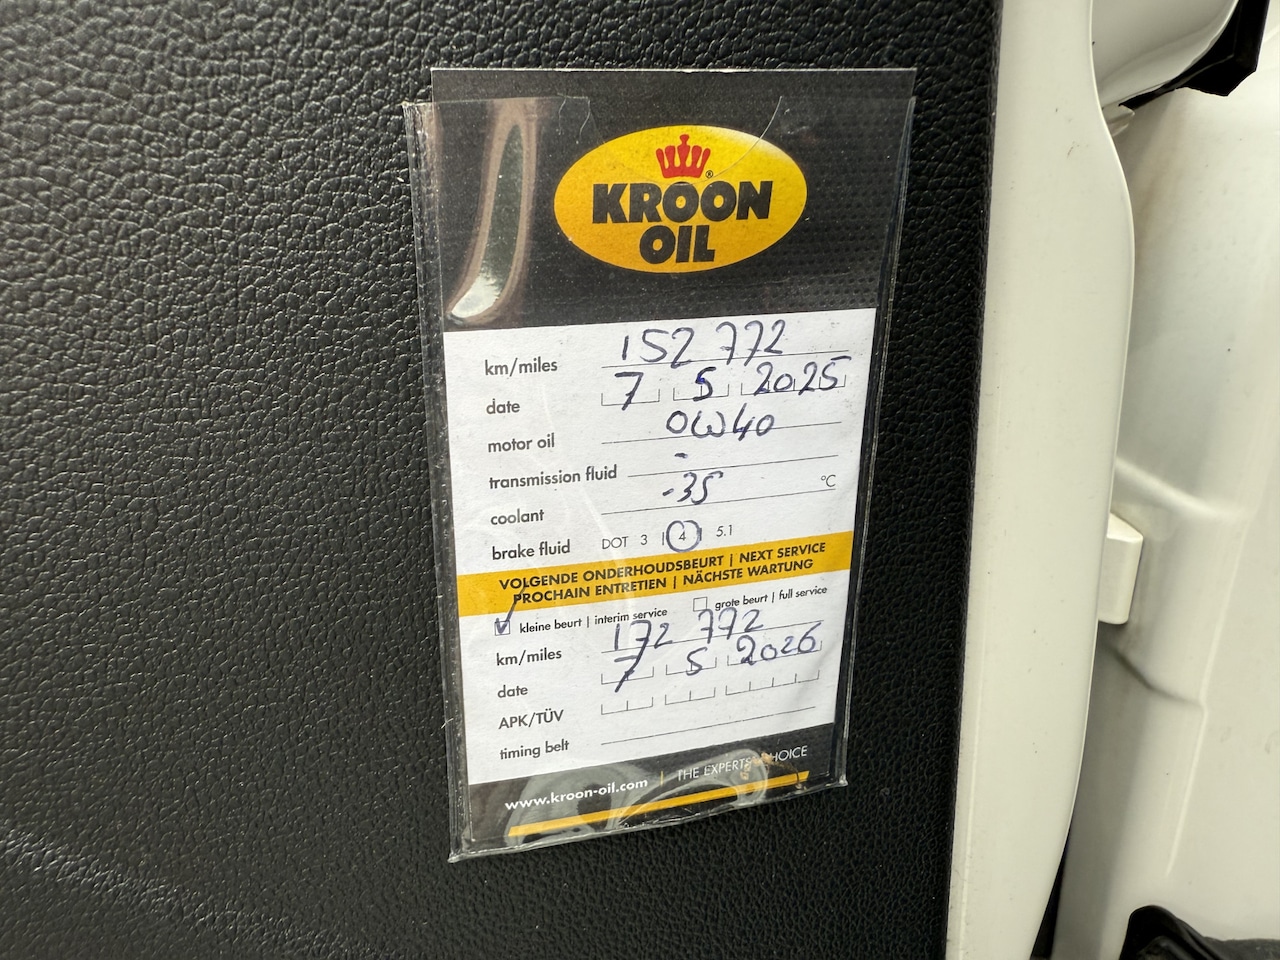 KROON
OIL
®
km/miles 152 772
date 7 5 2025
motor oil 0W40
transmission fluid -
coolant -35 °C
brake fluid DOT 3 | 4 | 5.1
VOLGENDE ONDERHOUDSBEURT | NEXT SERVICE
PROCHAIN ENTRETIEN | NÄCHSTE WARTUNG
kleine beurt | interim service grote beurt | full service
km/miles 172 772
date 7 5 2026
APK/TÜV
timing belt
www.kroon-oil.com | THE EXPERTS' CHOICE